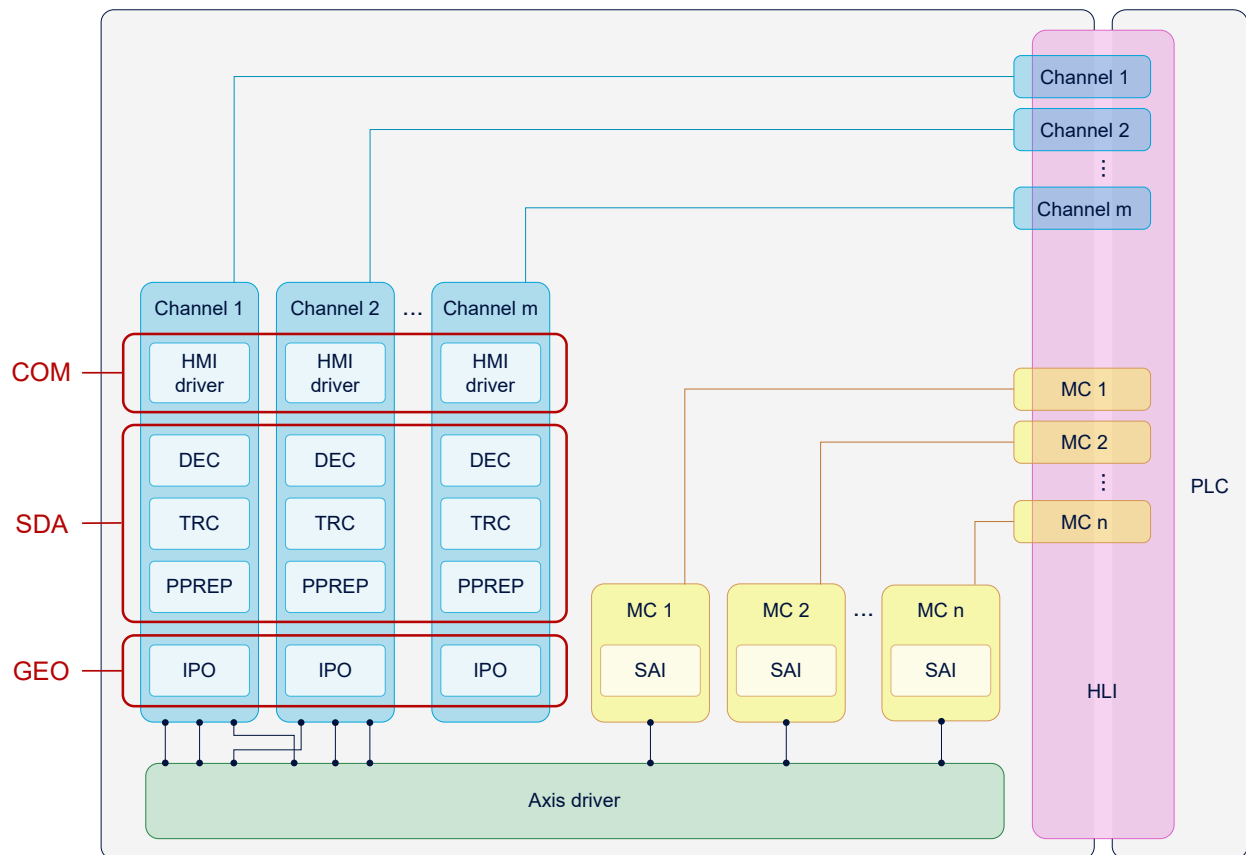 Channel 1
Channel 2
⋮
Channel m
Channel 1
Channel 2
...
Channel m
COM
HMI
driver
HMI
driver
HMI
driver
MC 1
MC 2
⋮
MC n
PLC
SDA
DEC
DEC
DEC
TRC
TRC
TRC
PPREP
PPREP
PPREP
MC 1
MC 2
...
MC n
GEO
IPO
IPO
IPO
SAI
SAI
SAI
HLI
Axis driver